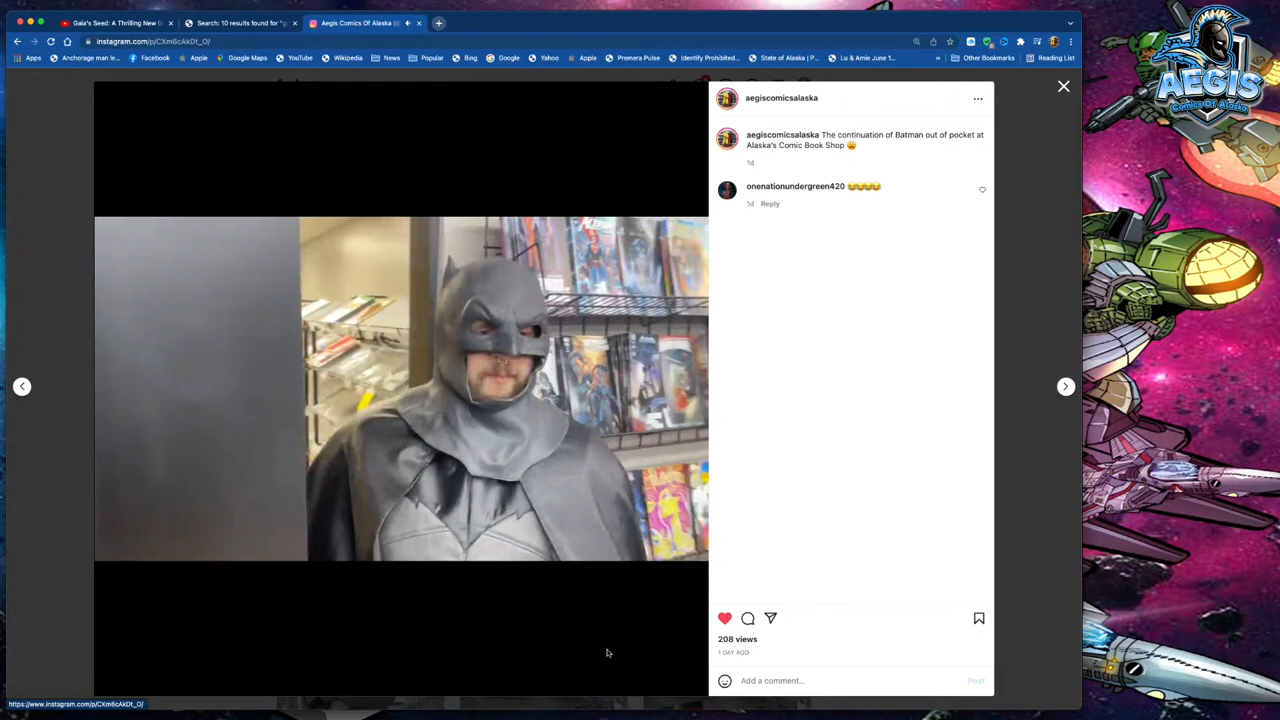 Gaia's Seed: A Thrilling New G
Search: 10 results found for "g
Aegis Comics Of Alaska (@
instagram.com/p/CXm6cAkDt_O/
Apps
Anchorage man le...
Facebook
Apple
Google Maps
YouTube
Wikipedia
News
Popular
Bing
Google
Yahoo
Apple
Premera Pulse
Identify Prohibited...
State of Alaska | P...
Lu & Amie June 1...
»
Other Bookmarks
Reading List
AEGIS
Comics Of Alaska
aegiscomicsalaska
aegiscomicsalaska The continuation of Batman out of pocket at
Alaska's Comic Book Shop 😩
1d
onenationundergreen420 😂😂😂😂
1d Reply
208 views
1 DAY AGO
Add a comment...
Post
https://www.instagram.com/p/CXm6cAkDt_O/